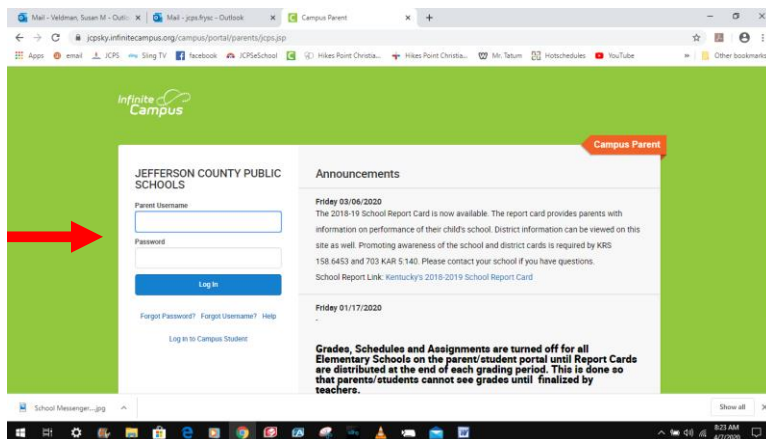 Mail - Veldman, Susan M - Outlo
Mail - jcps.frysc - Outlook
Campus Parent
jcpsky.infinitecampus.org/campus/portal/parents/jcps.jsp
Apps
email
JCPS
Sling TV
facebook
JCPSeSchool
Hikes Point Christia...
Hikes Point Christia...
Mr. Tatum
Hotschedules
YouTube
»
Other bookmarks
Infinite
Campus
Campus Parent
JEFFERSON COUNTY PUBLIC
SCHOOLS
Parent Username
Password
Log In
Forgot Password? Forgot Username? Help
Log in to Campus Student
Announcements
Friday 03/06/2020
The 2018-19 School Report Card is now available. The report card provides parents with
information on performance of their child's school. District information can be viewed on this
site as well. Promoting awareness of the school and district cards is required by KRS
158.6453 and 703 KAR 5:140. Please contact your school if you have questions.
School Report Link: Kentucky's 2018-2019 School Report Card
Friday 01/17/2020
-
Grades, Schedules and Assignments are turned off for all
Elementary Schools on the parent/student portal until Report Cards
are distributed at the end of each grading period. This is done so
that parents/students cannot see grades until finalized by
teachers.
School Messenger....jpg
Show all
8:23 AM
4/7/2020